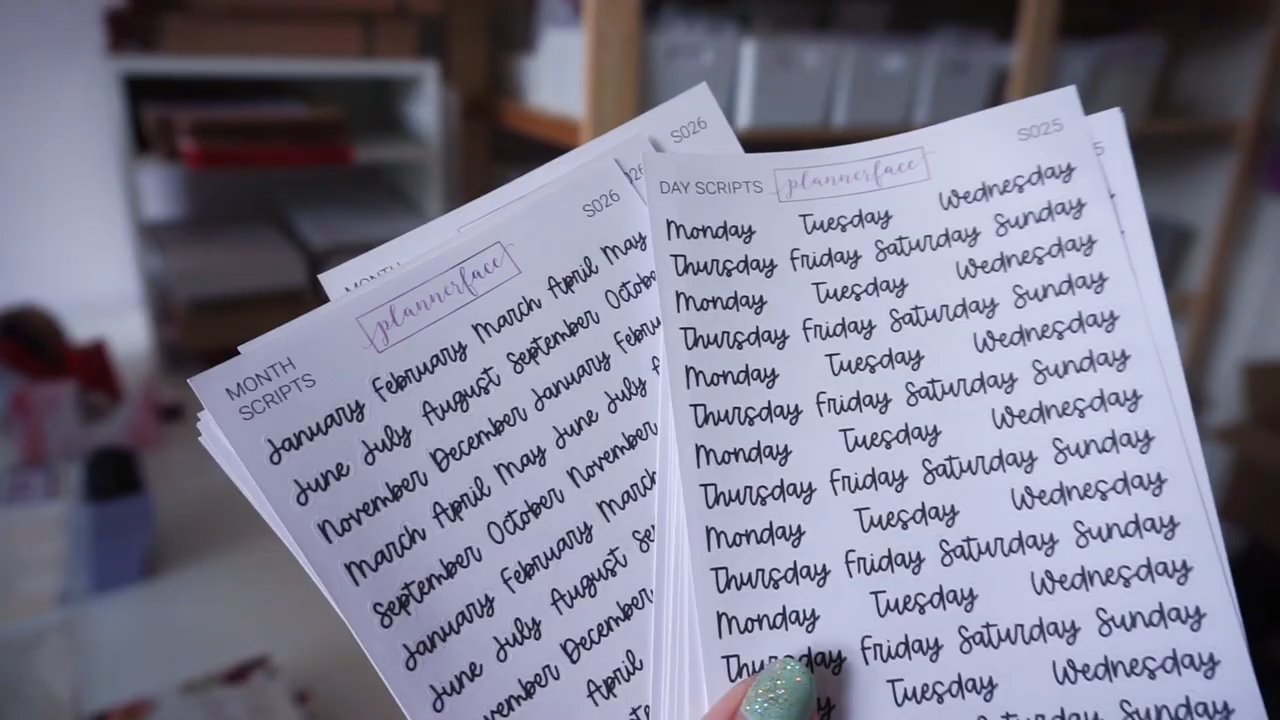 S026
MONTH
S026
plannerface
MONTH
SCRIPTS
January February March April May
June July August September
November December January
March April May June July
September October November
January February March
June July August
December
April
DAY SCRIPTS plannerface S025
Monday Tuesday Wednesday
Thursday Friday Saturday Sunday
Monday Tuesday Wednesday
Thursday Friday Saturday Sunday
Monday Tuesday Wednesday
Thursday Friday Saturday Sunday
Monday Tuesday Wednesday
Thursday Friday Saturday Sunday
Monday Tuesday Wednesday
Thursday Friday Saturday Sunday
Monday Tuesday Wednesday
Thursday Friday Saturday Sunday
Tuesday Wednesday
Saturday Sunday